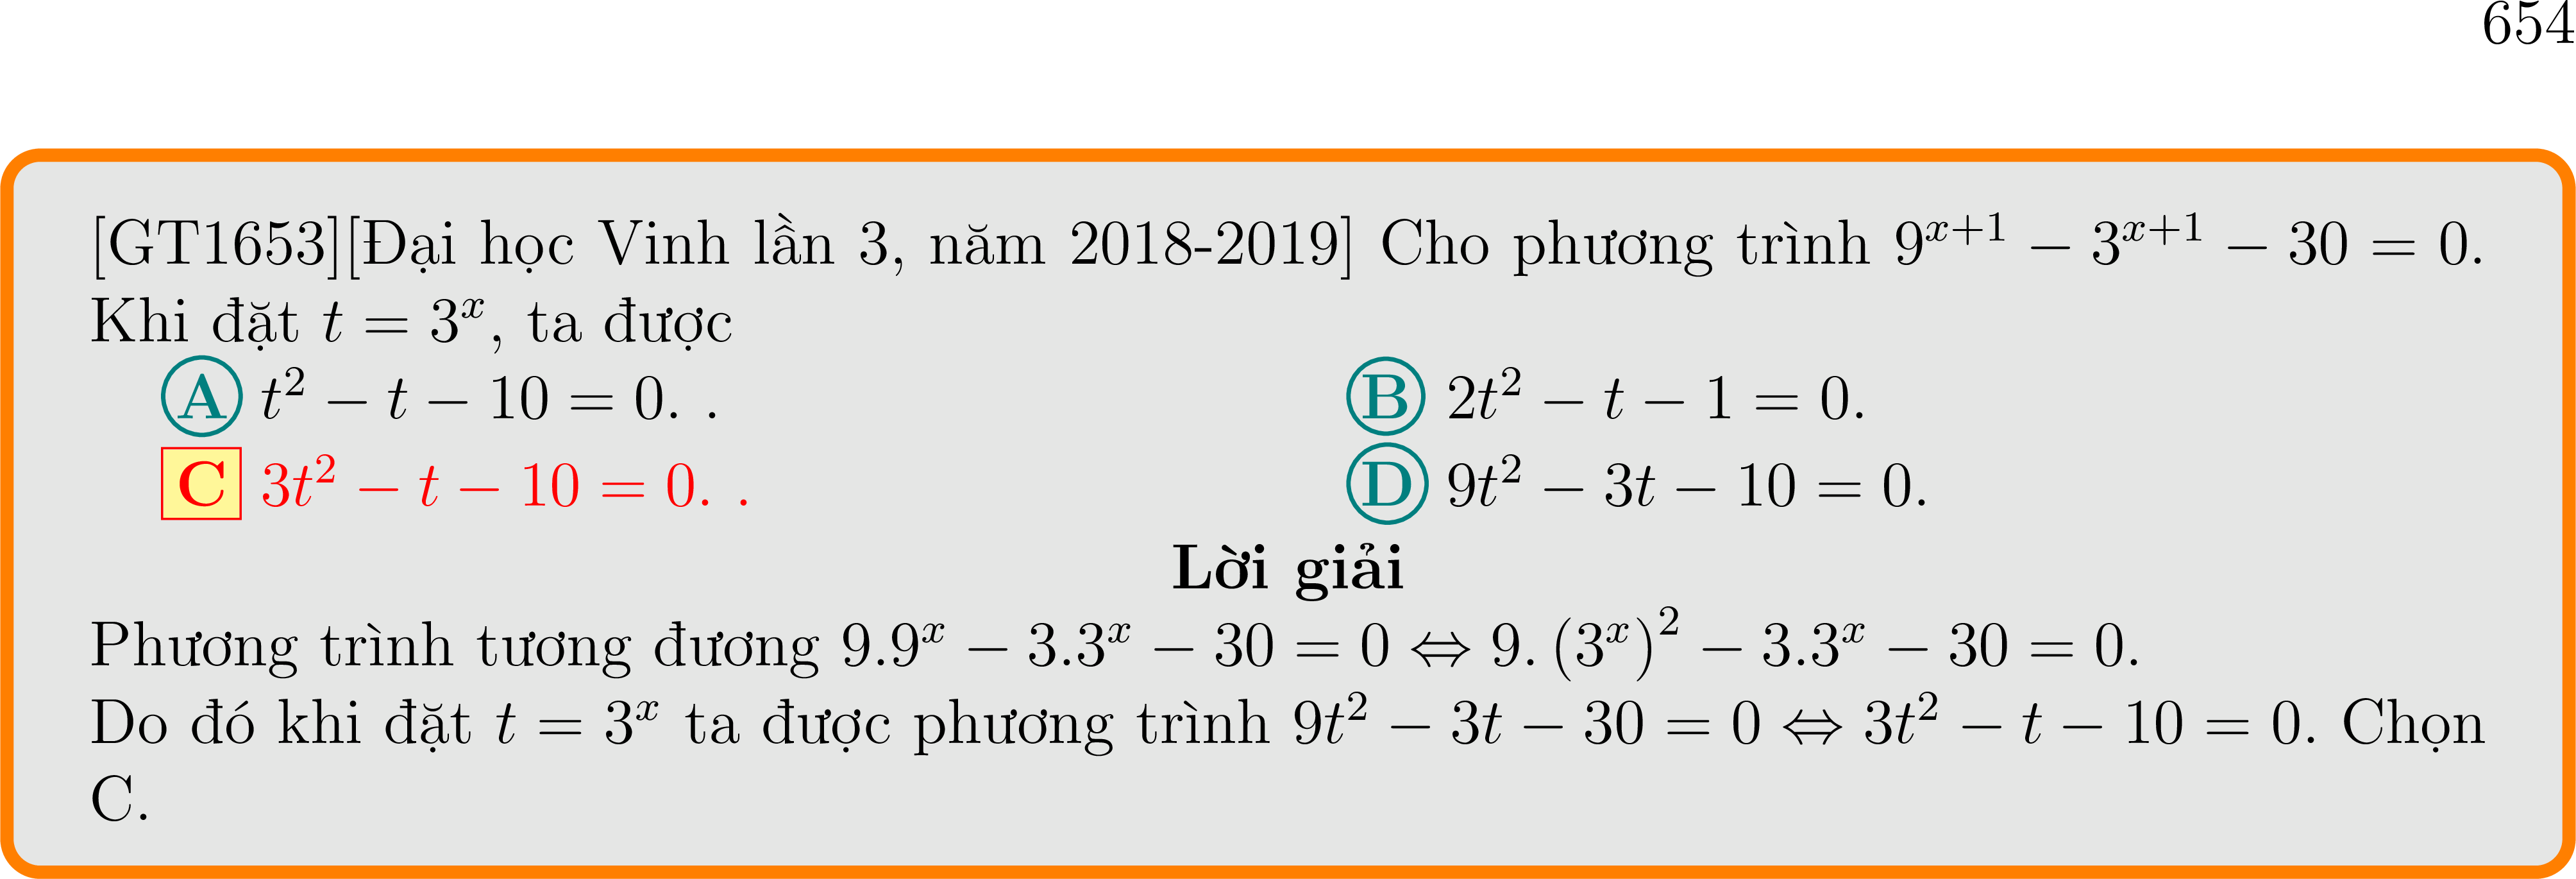 654
[GT1653][Đại học Vinh lần 3, năm 2018-2019] Cho phương trình $9^{x+1} - 3^{x+1} - 30 = 0$.
Khi đặt $t = 3^x$, ta được
A $t^2 - t - 10 = 0$. .
B $2t^2 - t - 1 = 0$.
C $3t^2 - t - 10 = 0$. .
D $9t^2 - 3t - 10 = 0$.
Lời giải
Phương trình tương đương $9.9^x - 3.3^x - 30 = 0 \Leftrightarrow 9.(3^x)^2 - 3.3^x - 30 = 0$.
Do đó khi đặt $t = 3^x$ ta được phương trình $9t^2 - 3t - 30 = 0 \Leftrightarrow 3t^2 - t - 10 = 0$. Chọn
C.